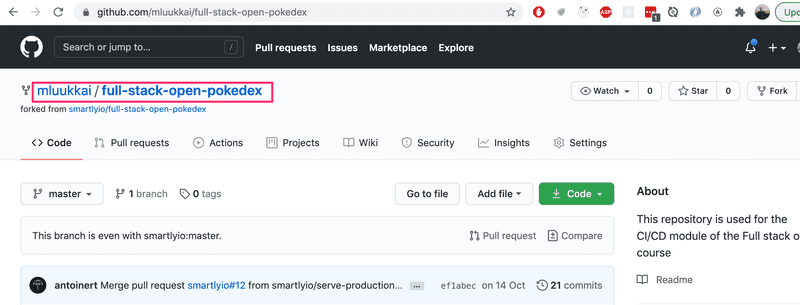 github.com/mluukkai/full-stack-open-pokedex
ABP
1
Updat
Search or jump to...
/
Pull requests Issues Marketplace Explore
mluukkai / full-stack-open-pokedex
Watch 0 Star 0 Fork
forked from smartlyio/full-stack-open-pokedex
Code Pull requests Actions Projects Wiki Security Insights Settings
master 1 branch 0 tags Go to file Add file Code
About
This branch is even with smartlyio:master. Pull request Compare
This repository is used for the
CI/CD module of the Full stack o
course
Readme
antoinert Merge pull request smartlyio#12 from smartlyio/serve-production... ... ef1abec on 14 Oct 21 commits